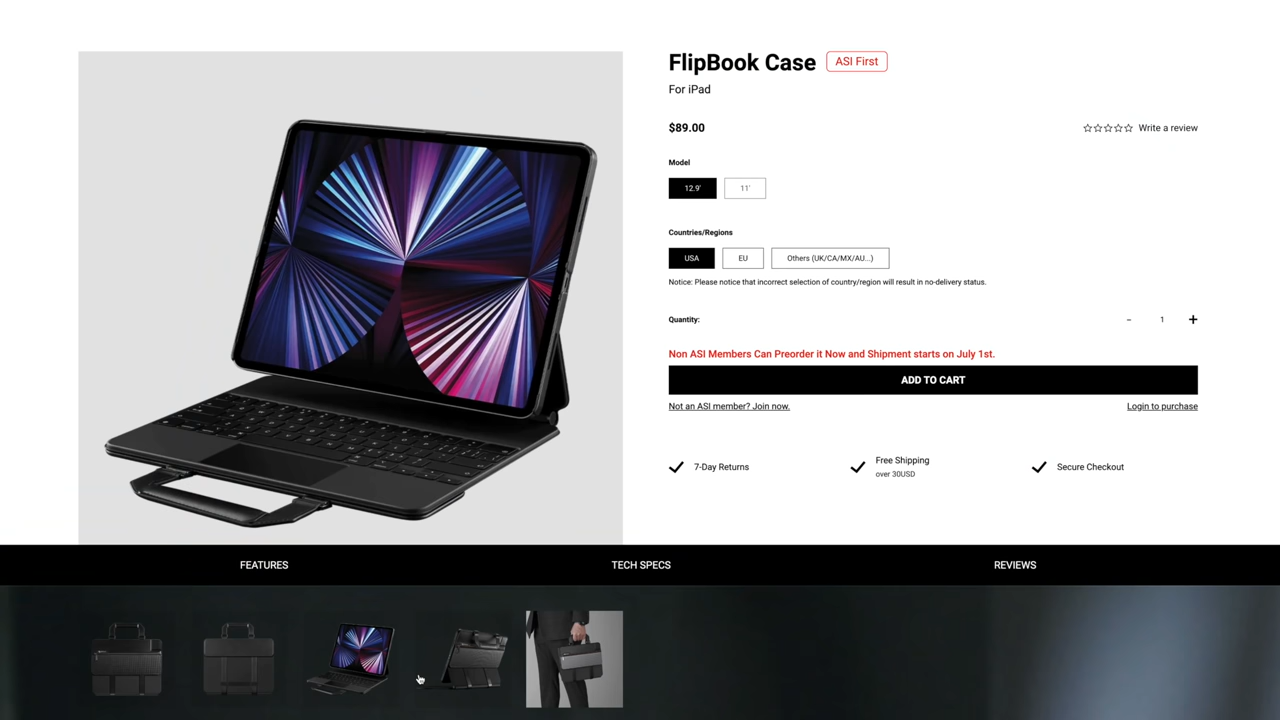 FlipBook Case
ASI First
For iPad
$89.00
Write a review
Model
12.9'
11'
Countries/Regions
USA
EU
Others (UK/CA/MX/AU...)
Notice: Please notice that incorrect selection of country/region will result in no-delivery status.
Quantity:
- 1 +
Non ASI Members Can Preorder it Now and Shipment starts on July 1st.
ADD TO CART
Not an ASI member? Join now.
Login to purchase
7-Day Returns
Free Shipping
over 30USD
Secure Checkout
FEATURES
TECH SPECS
REVIEWS